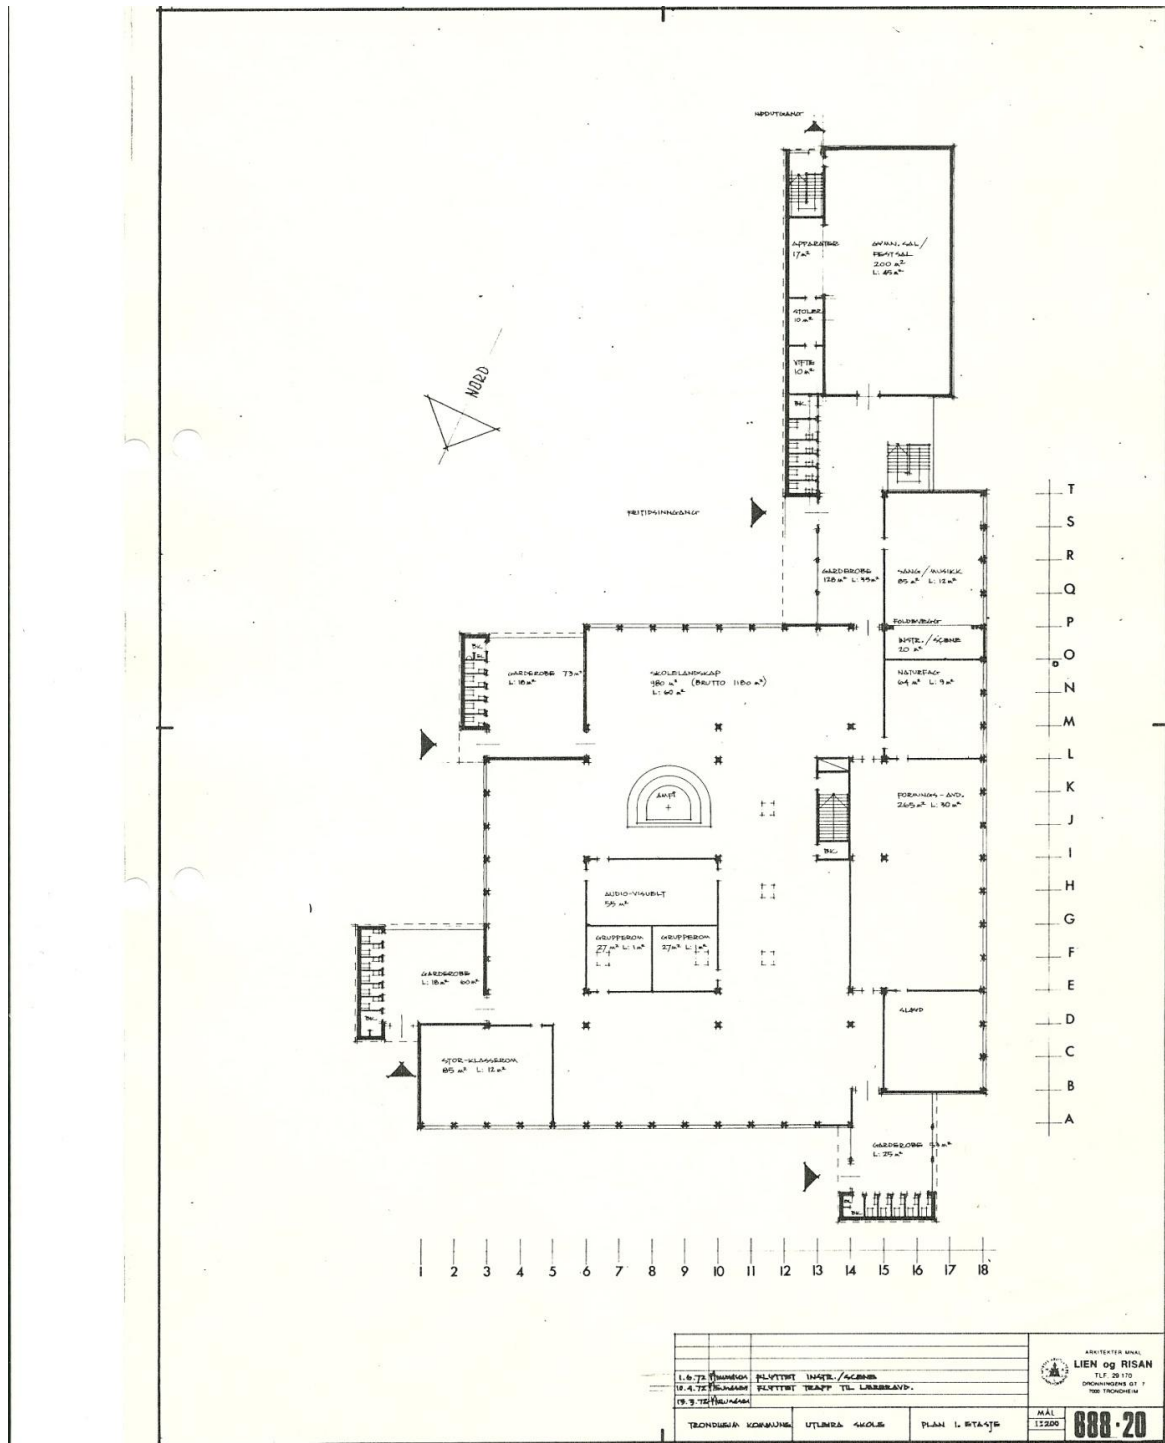 NØDUTGANG
APPARATER
17 m²
GYMN. SAL /
FESTSAL
200 m²
L: 45 m²
STOLER
10 m²
VIFTE
10 m²
BK.
NORD
FRITIDSINNGANG
GARDEROBE
128 m² L: 35 m²
SANG / MUSIKK
85 m² L: 12 m²
FOLDEVEGG
INSTR. / SCENE
20 m²
NATURFAG
64 m² L: 9 m²
BK.
GARDEROBE 73 m²
L: 18 m²
SKOLELANDSKAP
980 m² (BRUTTO 1180 m²)
L: 60 m²
AMFI
FORMINGS - AVD.
265 m² L: 30 m²
BK.
AUDIO-VISUELT
55 m²
GRUPPEROM
27 m² L: 1 m²
GRUPPEROM
27 m² L: 1 m²
GARDEROBE
L: 18 m² 60 m²
BK.
SLØYD
STOR-KLASSEROM
85 m² L: 12 m²
GARDEROBE
L: 25 m²
BK.
T
S
R
Q
P
O
N
M
L
K
J
I
H
G
F
E
D
C
B
A
1 2 3 4 5 6 7 8 9 10 11 12 13 14 15 16 17 18
1.6.72 FLYTTET INSTR. / SCENE
10.4.72 FLYTTET TRAPP TIL LÆRERAVD.
13.3.72
ARKITEKTER MNAL
LIEN og RISAN
TLF. 29 170
DRONNINGENS GT. 7
7000 TRONDHEIM
TRONDHEIM KOMMUNE UTLEIRA SKOLE PLAN 1. ETASJE
MÅL
1:200
688·20